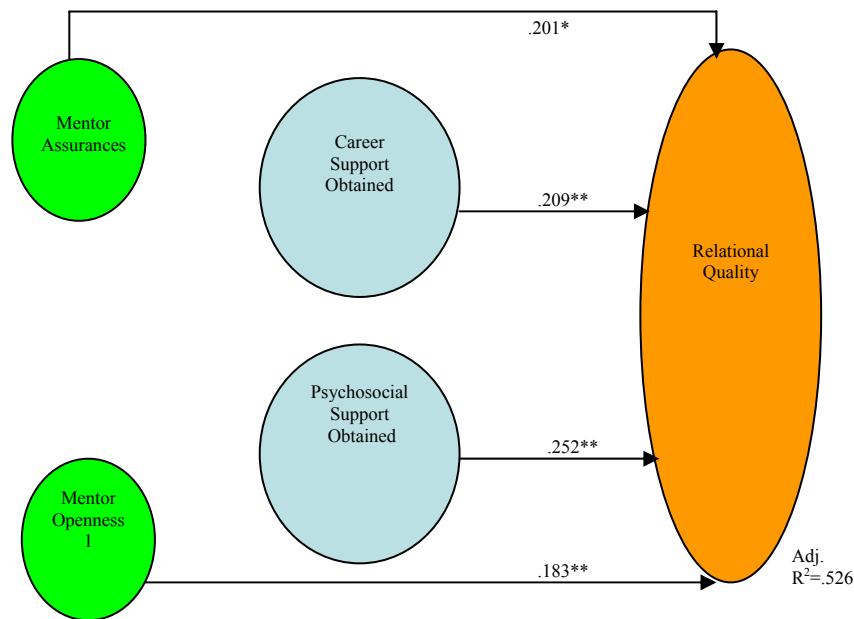 .201*
Mentor
Assurances
Career
Support
Obtained
.209**
Relational
Quality
Psychosocial
Support
Obtained
.252**
Mentor
Openness
1
.183**
Adj.
R²=.526